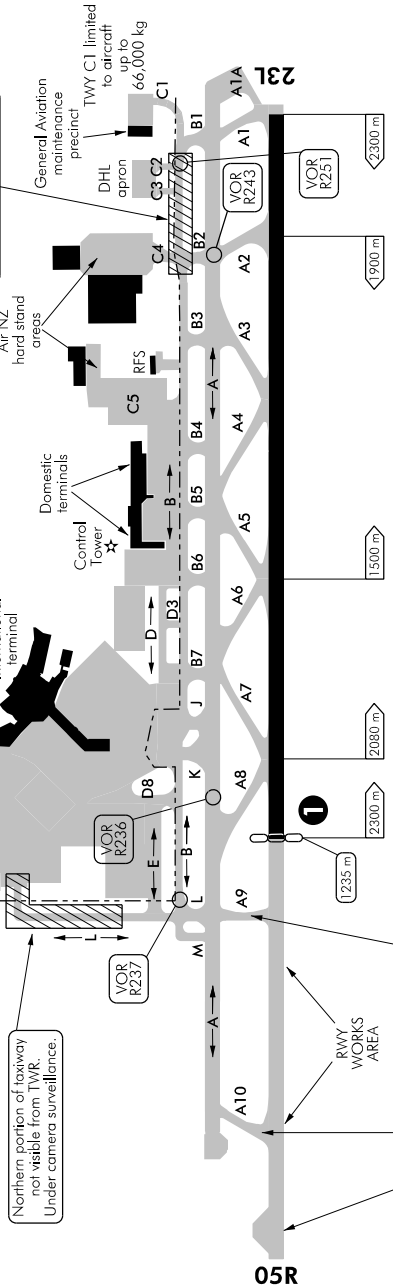 Northern portion of taxiway
not visible from TWR.
Under camera surveillance.
L
terminal
Control
Tower
Domestic
terminals
Air NZ
hard stand
areas
General Aviation
maintenance
precinct
TWY C1 limited
to aircraft
up to
66,000 kg
DHL
apron
RFS
C5
C4
C3
C2
C1
VOR
R237
VOR
R236
D8
E
D
D3
B
B
M
L
K
J
B7
B6
B5
B4
B3
B2
B1
VOR
R243
VOR
R251
A
A
A10
A9
A8
A7
A6
A5
A4
A3
A2
A1
A1A
05R
23L
RWY
WORKS
AREA
1
1235 m
2300 m
2080 m
1500 m
1900 m
2300 m